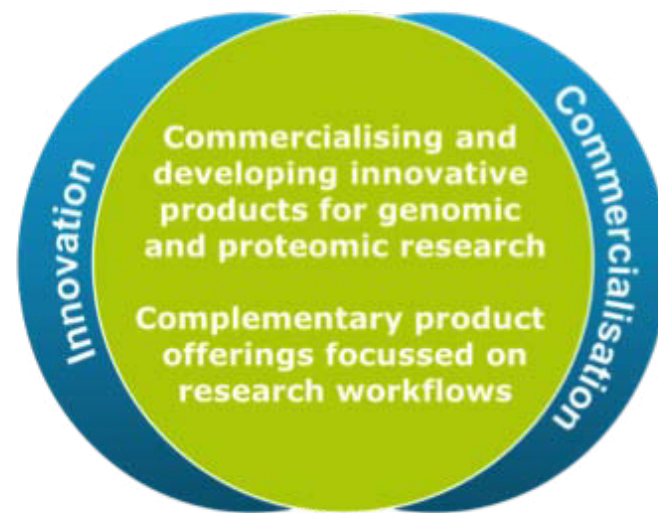 Innovation
Commercialising and
developing innovative
products for genomic
and proteomic research
Complementary product
offerings focussed on
research workflows
Commercialisation